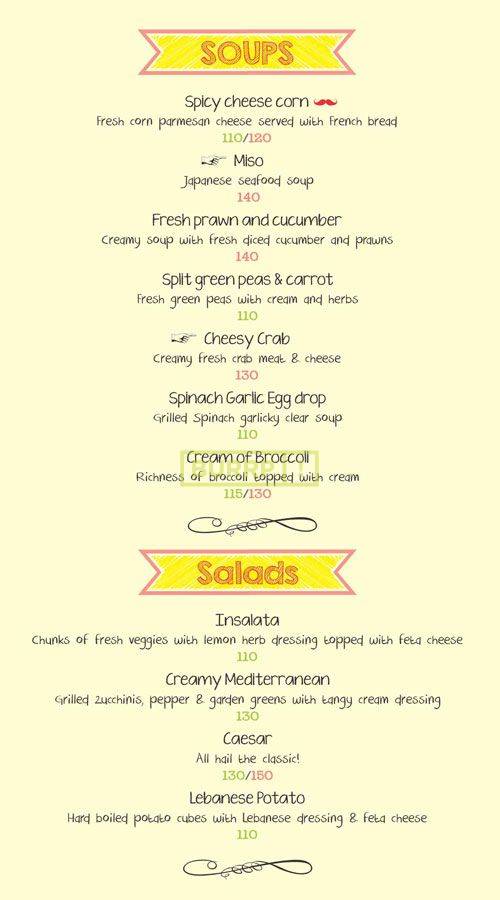 SOUPS
Spicy cheese corn
Fresh corn parmesan cheese served with French bread
110/120
Miso
Japanese seafood soup
140
Fresh prawn and cucumber
Creamy soup with fresh diced cucumber and prawns
140
Split green peas & carrot
Fresh green peas with cream and herbs
110
Cheesy Crab
Creamy fresh crab meat & cheese
130
Spinach Garlic Egg drop
Grilled Spinach garlicky clear soup
110
Cream of Broccoli
BURRP!!
Richness of broccoli topped with cream
115/130
Salads
Insalata
Chunks of fresh veggies with lemon herb dressing topped with feta cheese
110
Creamy Mediterranean
Grilled zucchinis, pepper & garden greens with tangy cream dressing
130
Caesar
All hail the classic!
130/150
Lebanese Potato
Hard boiled potato cubes with Lebanese dressing & feta cheese
110